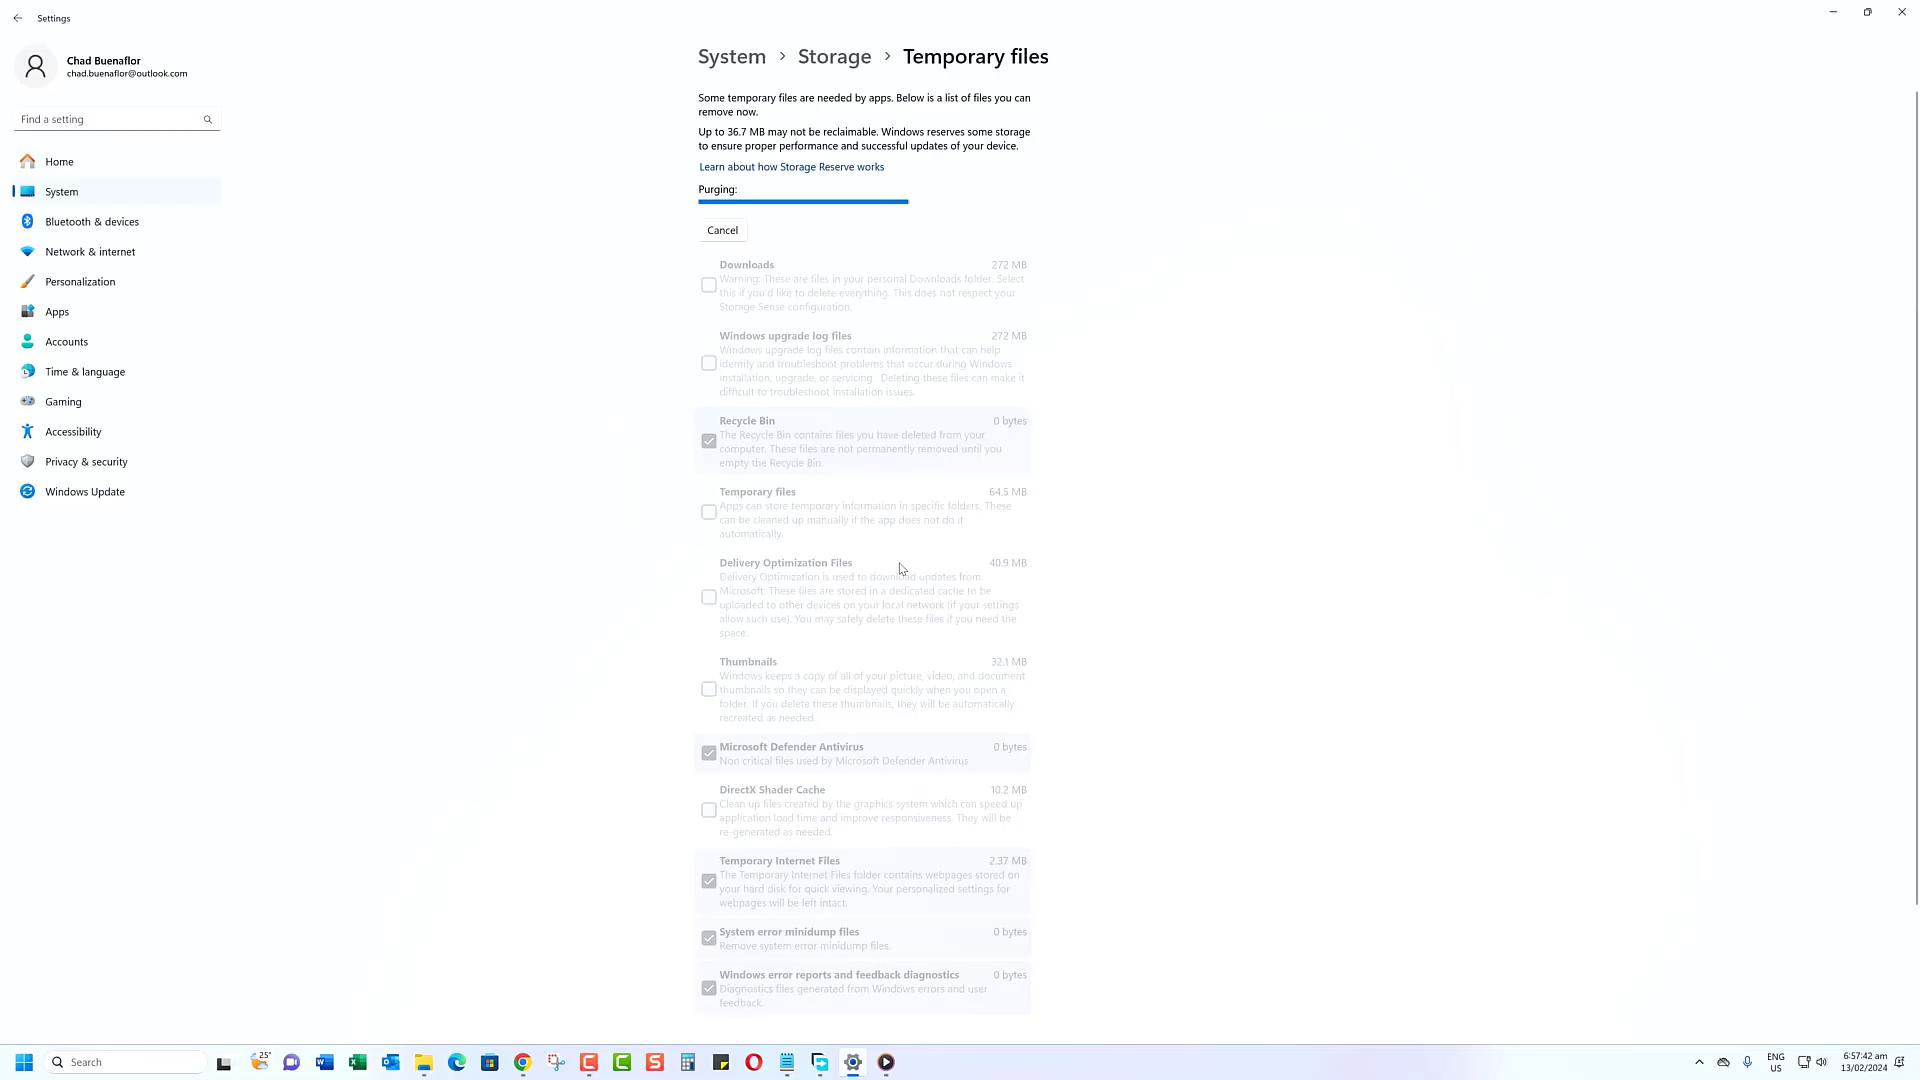 Settings
Chad Buenaflor
chad.buenaflor@outlook.com
Find a setting
Home
System
Bluetooth & devices
Network & internet
Personalization
Apps
Accounts
Time & language
Gaming
Accessibility
Privacy & security
Windows Update
System > Storage > Temporary files
Some temporary files are needed by apps. Below is a list of files you can
remove now.
Up to 36.7 MB may not be reclaimable. Windows reserves some storage
to ensure proper performance and successful updates of your device.
Learn about how Storage Reserve works
Purging:
Cancel
Downloads 272 MB
Warning: These are files in your personal Downloads folder. Select
this if you'd like to delete everything. This does not respect your
Storage Sense configuration.
Windows upgrade log files 272 MB
Windows upgrade log files contain information that can help
identify and troubleshoot problems that occur during Windows
installation, upgrade, or servicing. Deleting these files can make it
difficult to troubleshoot installation issues.
Recycle Bin 0 bytes
The Recycle Bin contains files you have deleted from your
computer. These files are not permanently removed until you
empty the Recycle Bin.
Temporary files 64.5 MB
Apps can store temporary information in specific folders. These
can be cleaned up manually if the app does not do it
automatically.
Delivery Optimization Files 40.9 MB
Delivery Optimization is used to download updates from
Microsoft. These files are stored in a dedicated cache to be
uploaded to other devices on your local network (if your settings
allow such use). You may safely delete these files if you need the
space.
Thumbnails 32.1 MB
Windows keeps a copy of all of your picture, video, and document
thumbnails so they can be displayed quickly when you open a
folder. If you delete these thumbnails, they will be automatically
recreated as needed.
Microsoft Defender Antivirus 0 bytes
Non critical files used by Microsoft Defender Antivirus
DirectX Shader Cache 10.2 MB
Clean up files created by the graphics system which can speed up
application load time and improve responsiveness. They will be
re-generated as needed.
Temporary Internet Files 2.37 MB
The Temporary Internet Files folder contains webpages stored on
your hard disk for quick viewing. Your personalized settings for
webpages will be left intact.
System error minidump files 0 bytes
Remove system error minidump files.
Windows error reports and feedback diagnostics 0 bytes
Diagnostics files generated from Windows errors and user
feedback.
Search
25°
ENG
US
6:57:42 am
13/02/2024